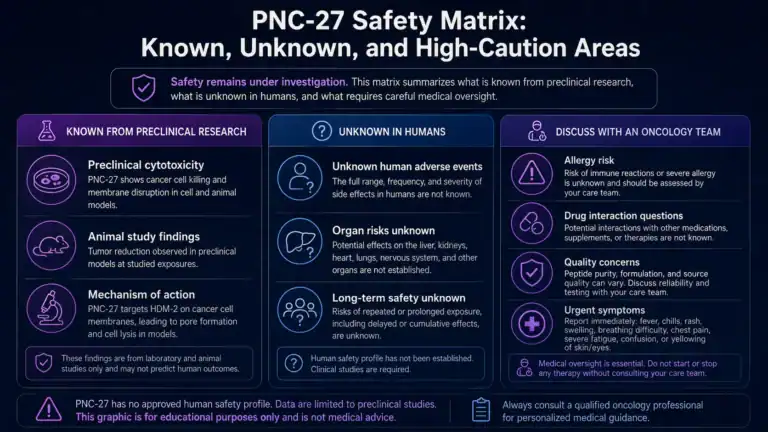 PNC-27 Safety Matrix:
Known, Unknown, and High-Caution Areas
Safety remains under investigation. This matrix summarizes what is known from preclinical research,
what is unknown in humans, and what requires careful medical oversight.
KNOWN FROM PRECLINICAL RESEARCH
Preclinical cytotoxicity
PNC-27 shows cancer cell killing and
membrane disruption in cell and animal
models.
Animal study findings
Tumor reduction observed in preclinical
models at studied exposures.
Mechanism of action
PNC-27 targets HDM-2 on cancer cell
membranes, leading to pore formation
and cell lysis in models.
These findings are from laboratory and animal
studies only and may not predict human outcomes.
?
UNKNOWN IN HUMANS
?
Unknown human adverse events
The full range, frequency, and severity of
side effects in humans are not known.
?
Organ risks unknown
Potential effects on the liver, kidneys,
heart, lungs, nervous system, and other
organs are not established.
?
Long-term safety unknown
Risks of repeated or prolonged exposure,
including delayed or cumulative effects,
are unknown.
?
Human safety profile has not been established.
Clinical studies are required.
DISCUSS WITH AN ONCOLOGY TEAM
Allergy risk
Risk of immune reactions or severe allergy
is unknown and should be assessed by
your care team.
Drug interaction questions
Potential interactions with other medications,
supplements, or therapies are not known.
Quality concerns
Peptide purity, formulation, and source
quality can vary. Discuss reliability and
testing with your care team.
Urgent symptoms
Report immediately: fever, chills, rash,
swelling, breathing difficulty, chest pain,
severe fatigue, confusion, or yellowing of
skin/eyes.
Medical oversight is essential. Do not start or stop
any therapy without consulting your care team.
PNC-27 has no approved human safety profile. Data are limited to preclinical studies.
This graphic is for educational purposes only and is not medical advice.
Always consult a qualified oncology professional
for personalized medical guidance.